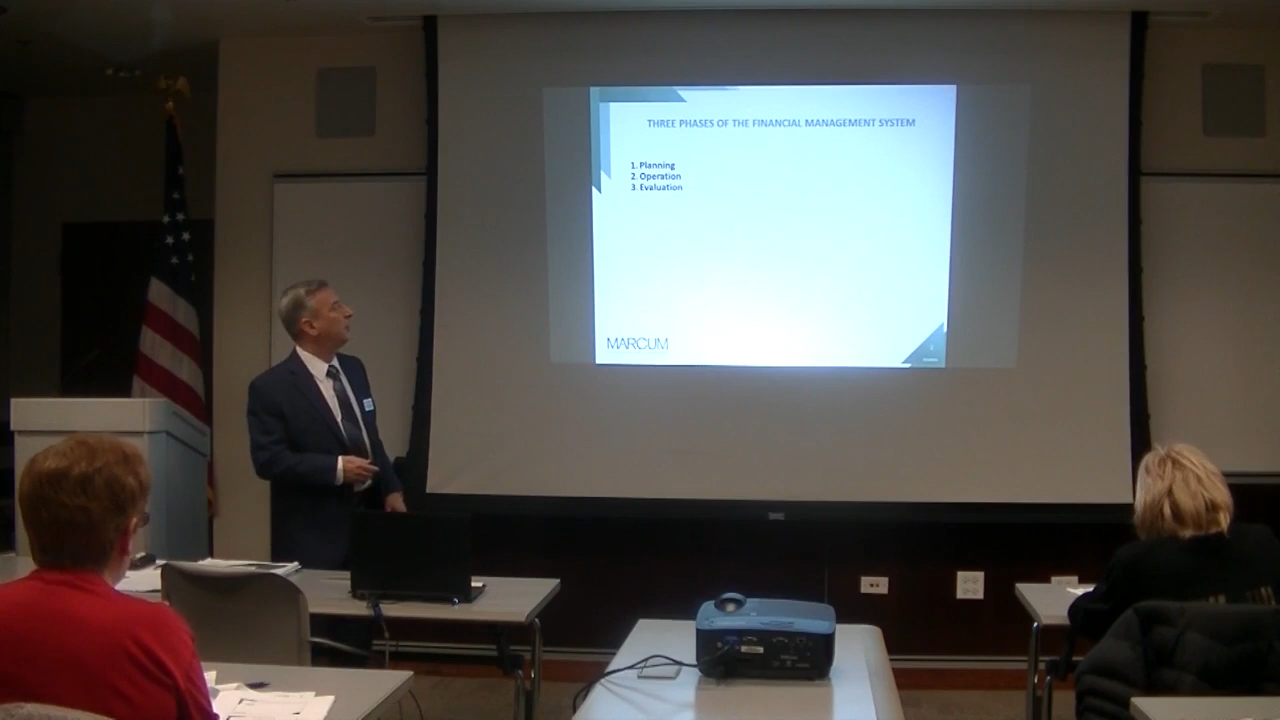 THREE PHASES OF THE FINANCIAL MANAGEMENT SYSTEM
1. Planning
2. Operation
3. Evaluation
MARCUM